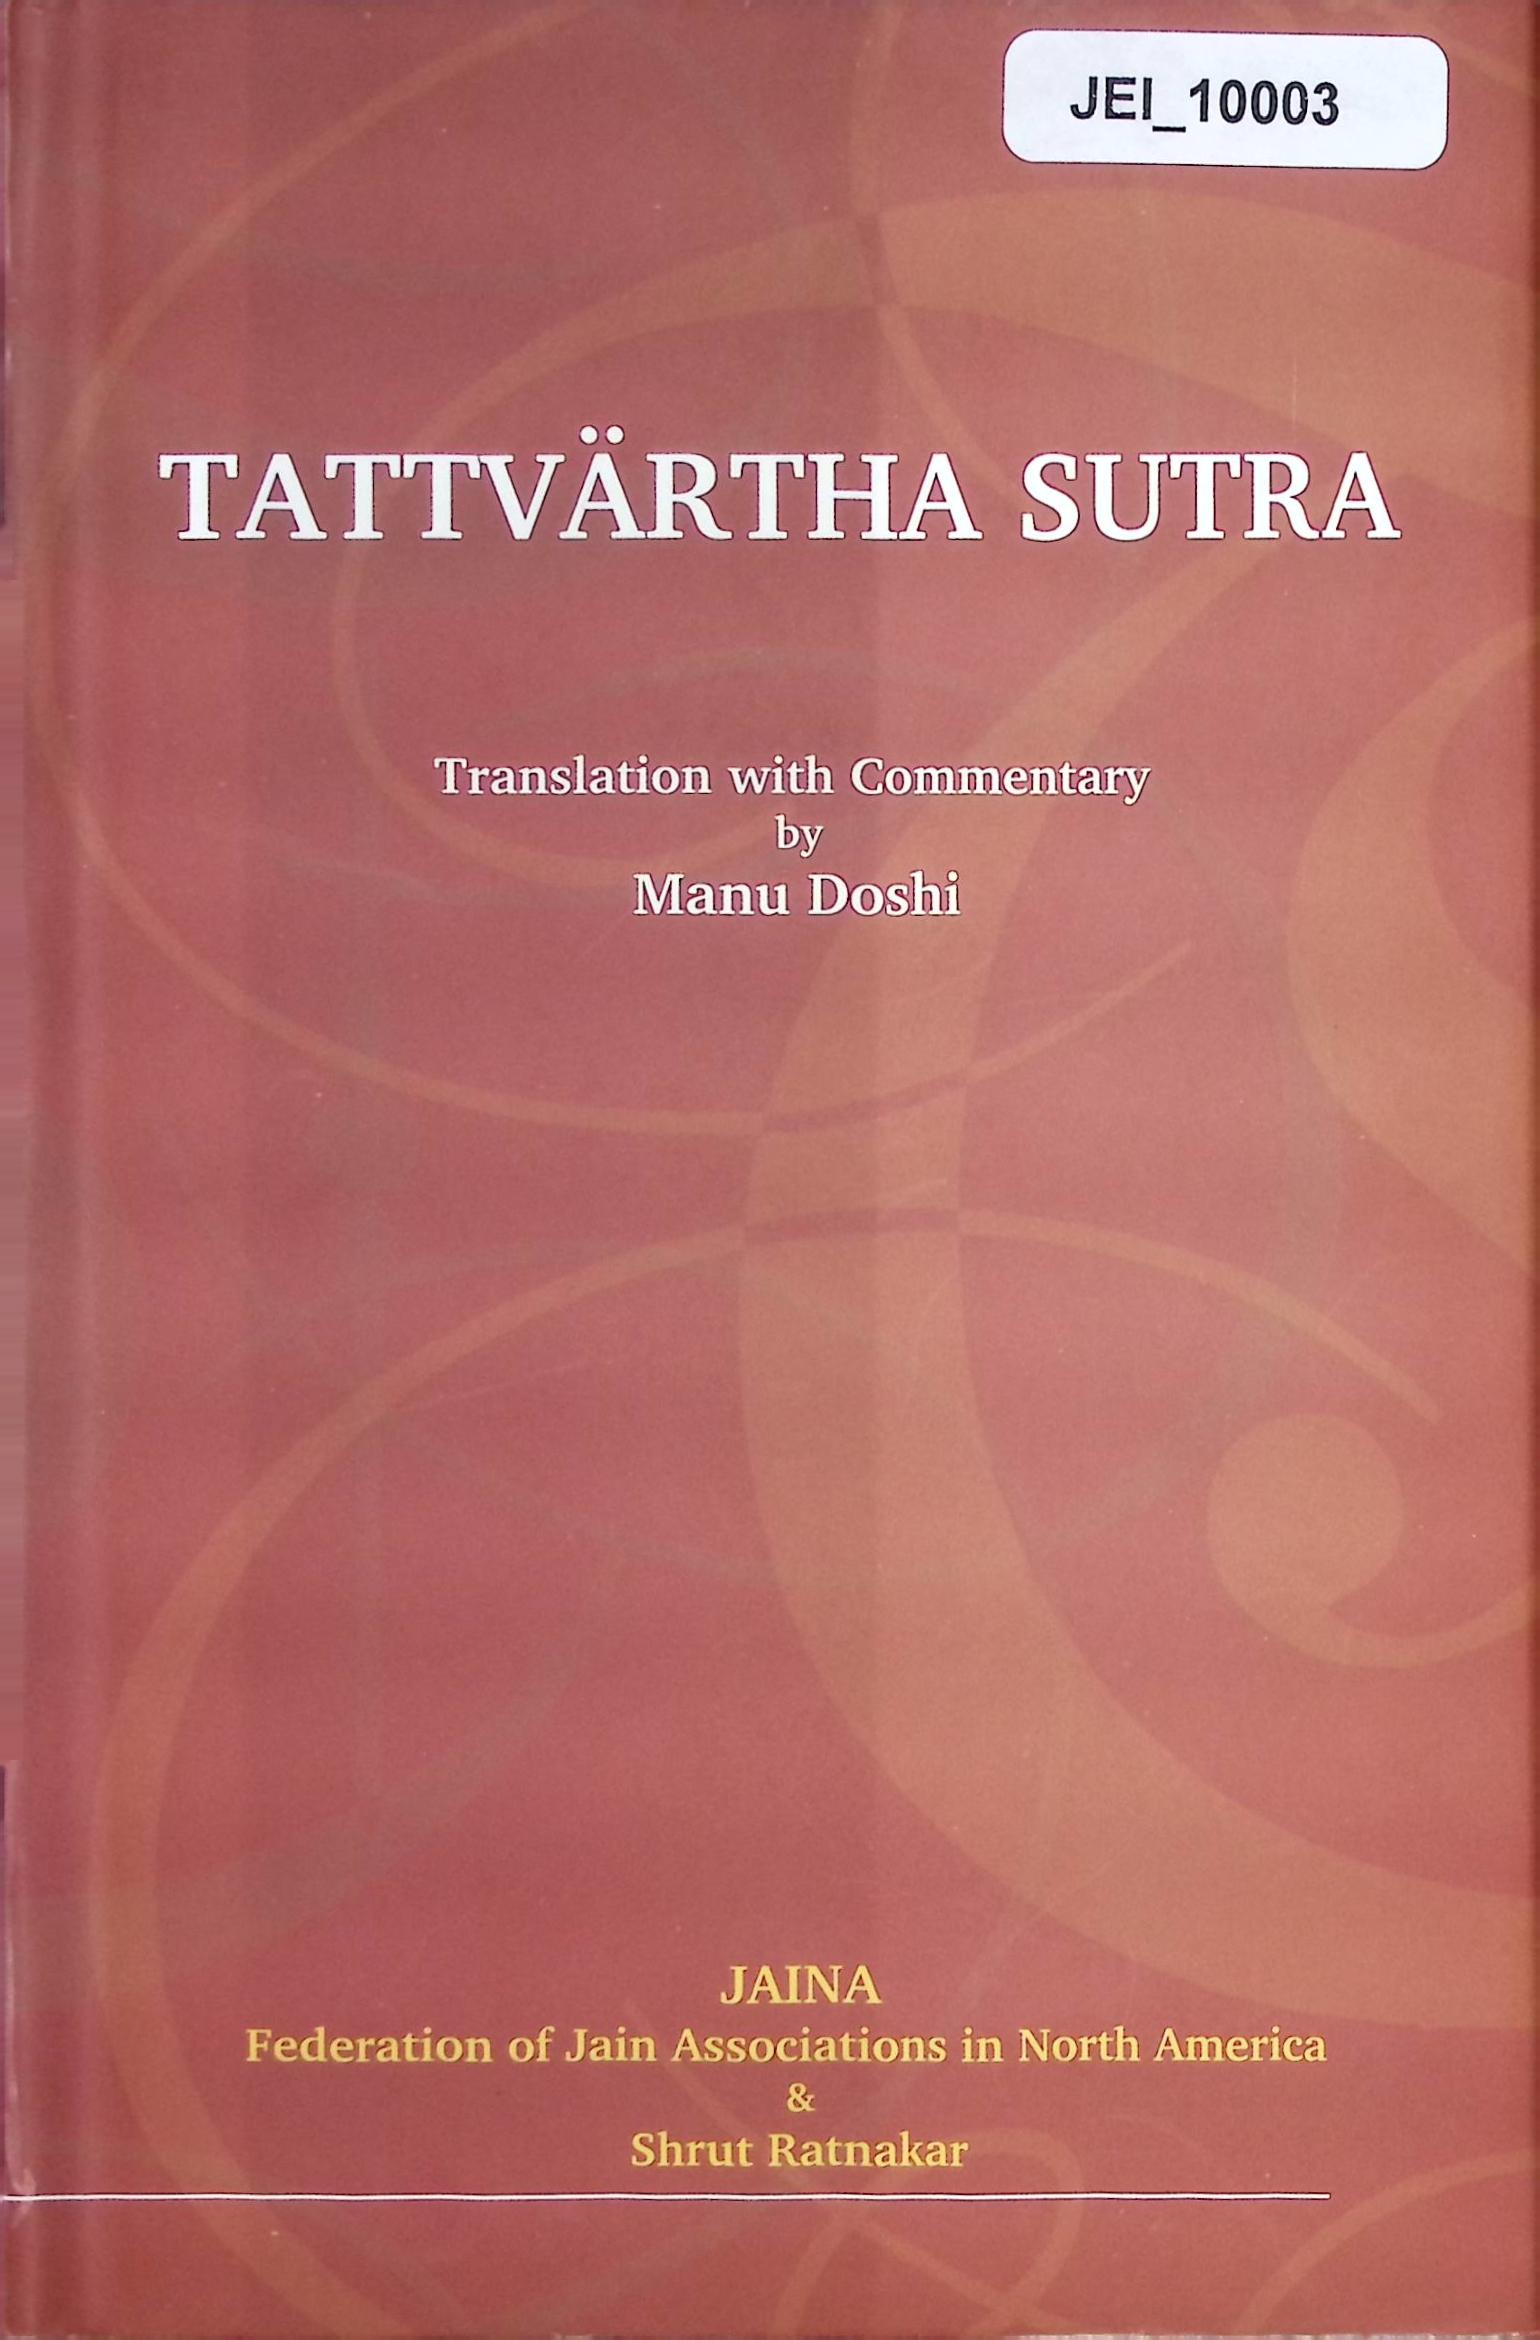 JEI_10003
TATTVÄRTHA SUTRA
Translation with Commentary
by
Manu Doshi
JAINA
Federation of Jain Associations in North America
&
Shrut Ratnakar